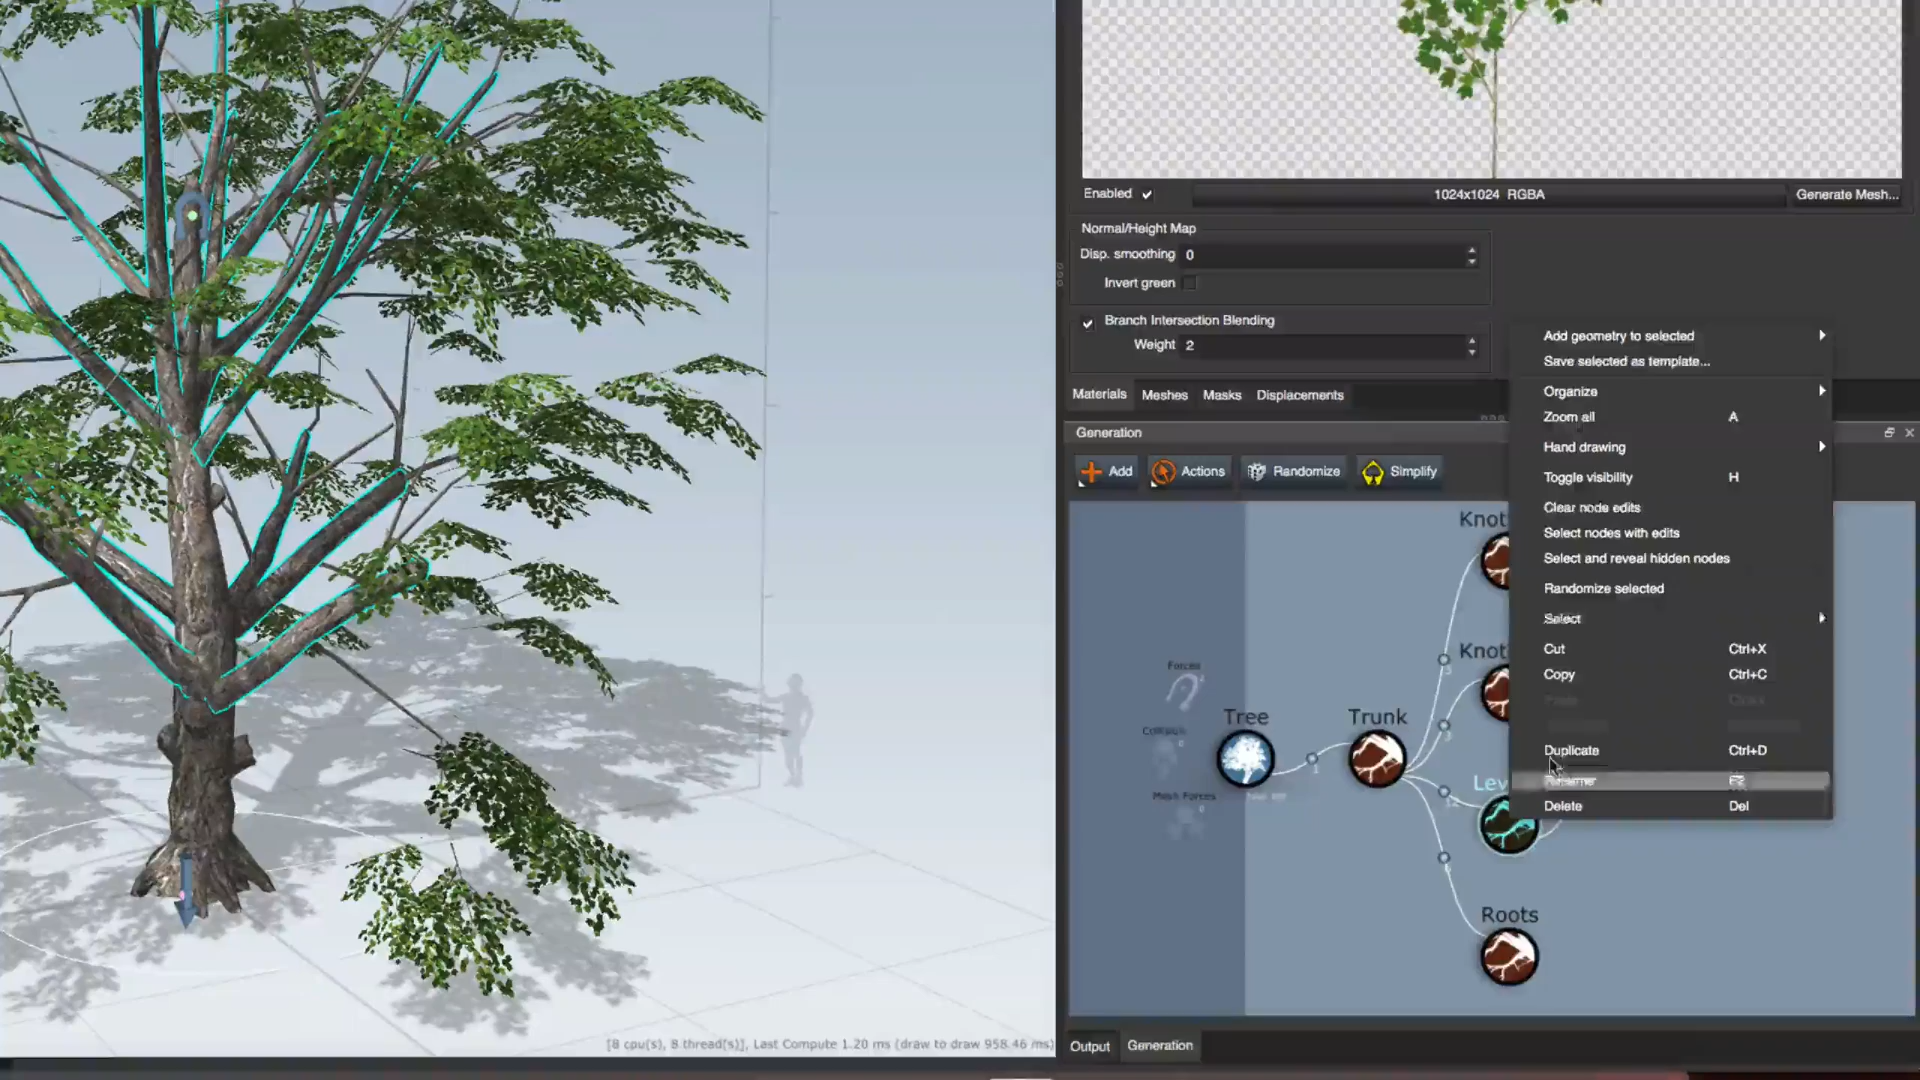 Enabled
1024x1024 RGBA
Generate Mesh...
Normal/Height Map
Disp. smoothing 0
Invert green
Branch Intersection Blending
Weight 2
Materials Meshes Masks Displacements
Generation
Add Actions Randomize Simplify
Add geometry to selected
Save selected as template...
Organize
Zoom all A
Hand drawing
Toggle visibility H
Clear node edits
Select nodes with edits
Select and reveal hidden nodes
Randomize selected
Select
Cut Ctrl+X
Copy Ctrl+C
Duplicate Ctrl+D
Delete Del
Knot
Knot
Forces
Tree
Trunk
Mesh Forces
Lev
Roots
[8 cpu(s), 8 thread(s)], Last Compute 1.20 ms (draw to draw 958.46 ms)
Output Generation